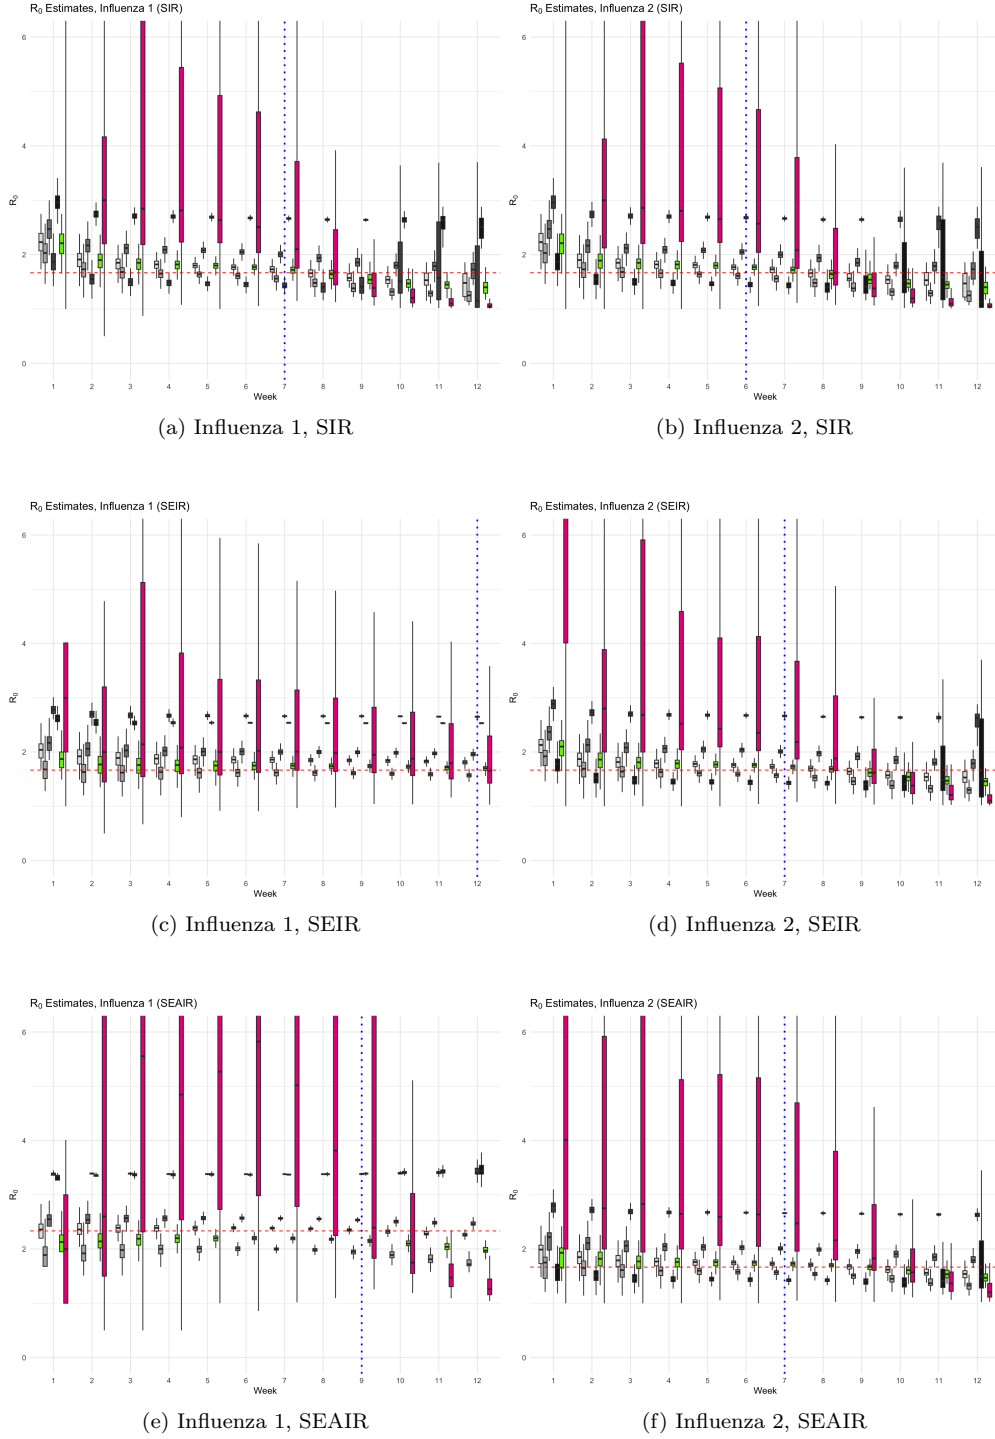 R0 Estimates, Influenza 1 (SIR)
6
4
2
0
R0
1 2 3 4 5 6 7 8 9 10 11 12
Week
(a) Influenza 1, SIR
R0 Estimates, Influenza 2 (SIR)
6
4
2
0
R0
1 2 3 4 5 6 7 8 9 10 11 12
Week
(b) Influenza 2, SIR
R0 Estimates, Influenza 1 (SEIR)
6
4
2
0
R0
1 2 3 4 5 6 7 8 9 10 11 12
Week
(c) Influenza 1, SEIR
R0 Estimates, Influenza 2 (SEIR)
6
4
2
0
R0
1 2 3 4 5 6 7 8 9 10 11 12
Week
(d) Influenza 2, SEIR
R0 Estimates, Influenza 1 (SEAIR)
6
4
2
0
R0
1 2 3 4 5 6 7 8 9 10 11 12
Week
(e) Influenza 1, SEAIR
R0 Estimates, Influenza 2 (SEAIR)
6
4
2
0
R0
1 2 3 4 5 6 7 8 9 10 11 12
Week
(f) Influenza 2, SEAIR